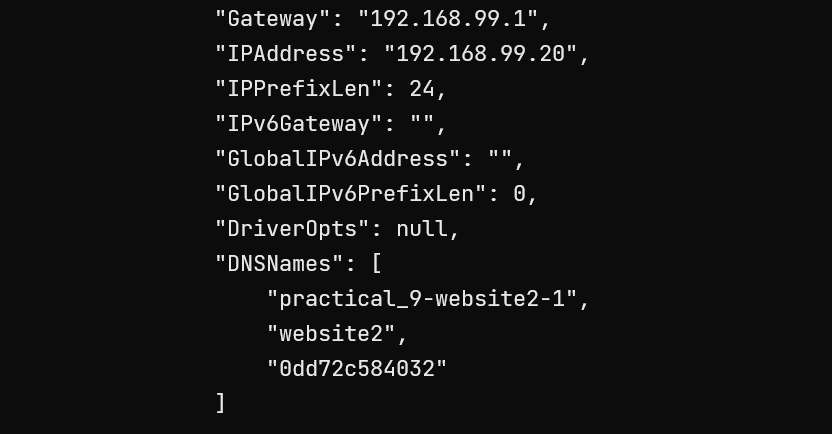 "Gateway": "192.168.99.1",
"IPAddress": "192.168.99.20",
"IPPrefixLen": 24,
"IPv6Gateway": "",
"GlobalIPv6Address": "",
"GlobalIPv6PrefixLen": 0,
"DriverOpts": null,
"DNSNames": [
    "practical_9-website2-1",
    "website2",
    "0dd72c584032"
]